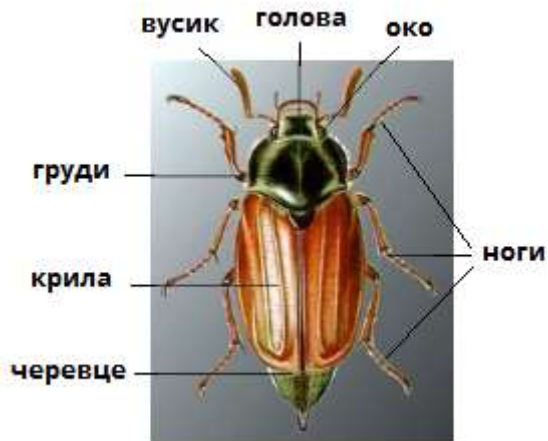 вусик
голова
око
груди
ноги
крила
черевце